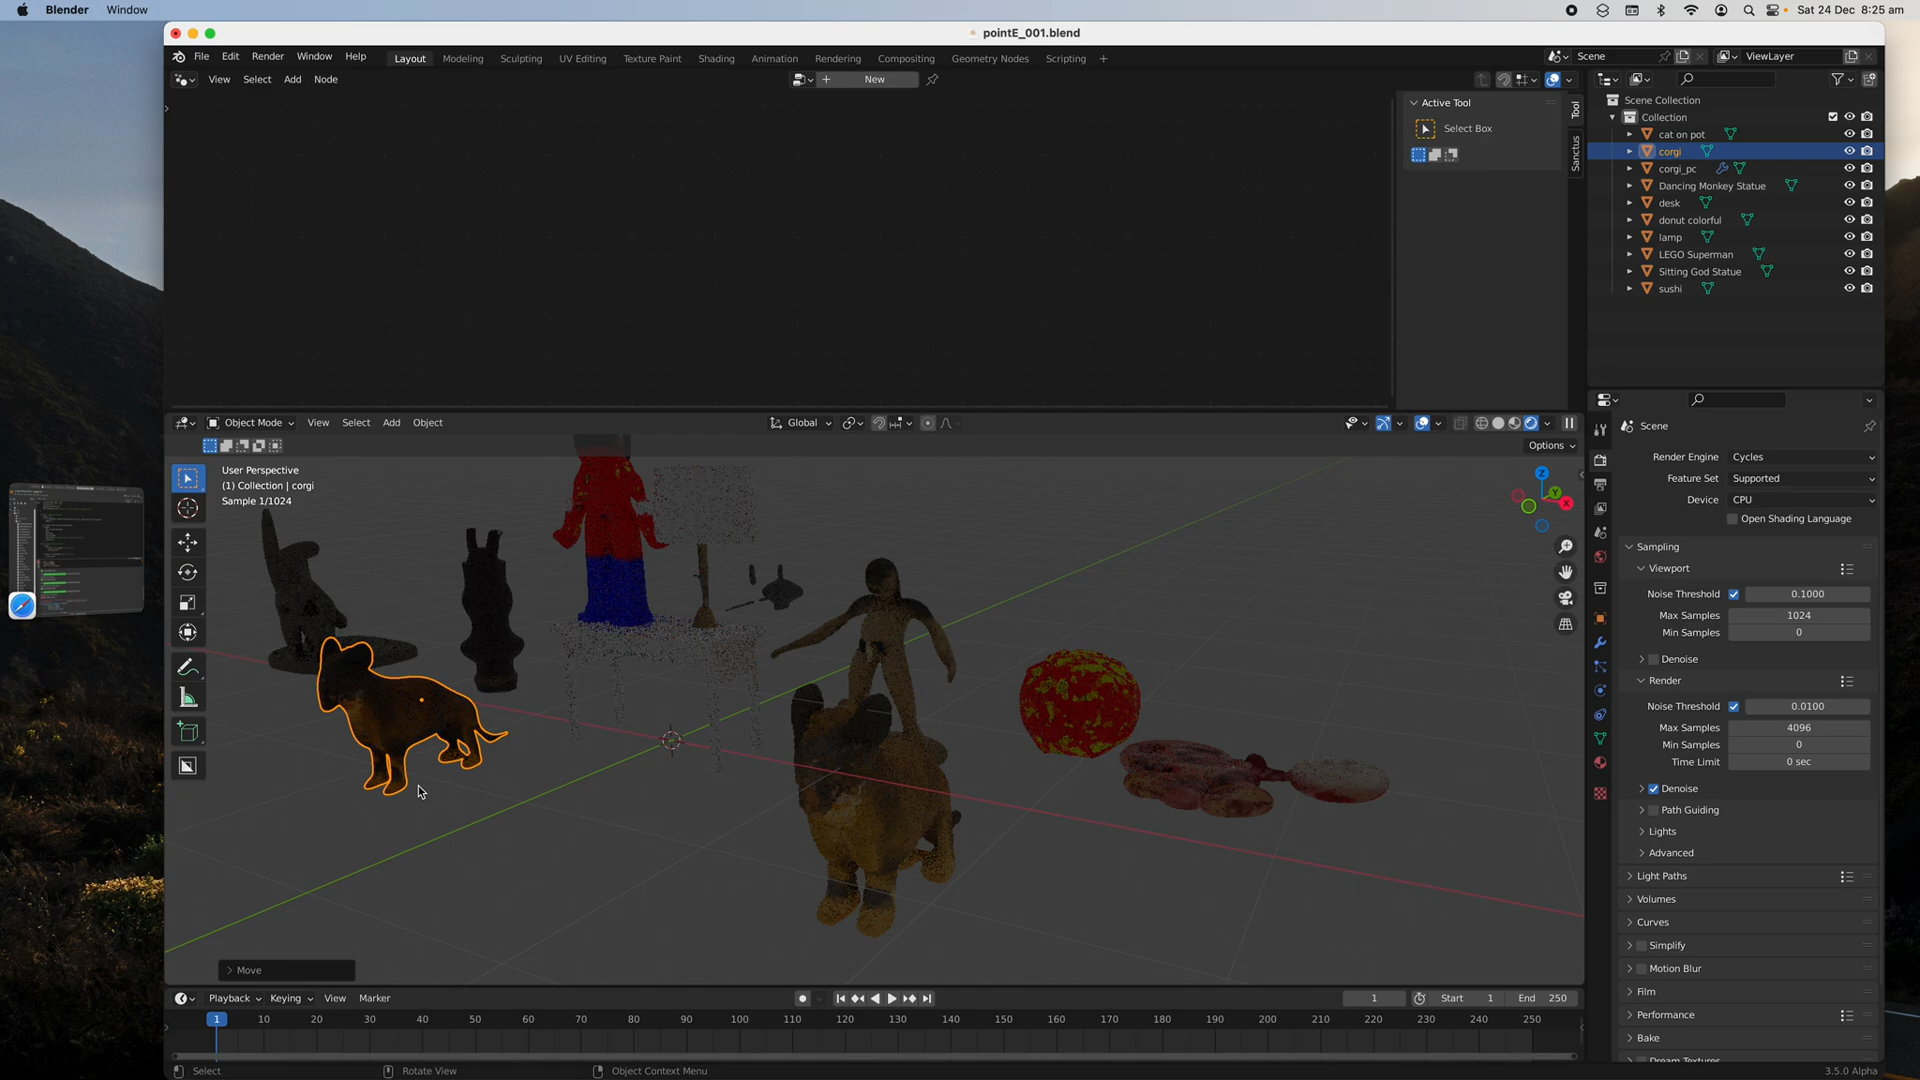 Blender Window Sat 24 Dec 8:25 am
pointE_001.blend
File Edit Render Window Help Layout Modeling Sculpting UV Editing Texture Paint Shading Animation Rendering Compositing Geometry Nodes Scripting + Scene ViewLayer
View Select Add Node + New
Active Tool
Select Box
Tool
Sanctus
Scene Collection
Collection
cat on pot
corgi
corgi_pc
Dancing Monkey Statue
desk
donut colorful
lamp
LEGO Superman
Sitting God Statue
sushi
Object Mode View Select Add Object Global
Options
User Perspective
(1) Collection | corgi
Sample 1/1024
Z
Y
X
Move
Scene
Render Engine Cycles
Feature Set Supported
Device CPU
Open Shading Language
Sampling
Viewport
Noise Threshold 0.1000
Max Samples 1024
Min Samples 0
Denoise
Render
Noise Threshold 0.0100
Max Samples 4096
Min Samples 0
Time Limit 0 sec
Denoise
Path Guiding
Lights
Advanced
Light Paths
Volumes
Curves
Simplify
Motion Blur
Film
Performance
Bake
Dream Textures
Playback Keying View Marker 1 Start 1 End 250
1 10 20 30 40 50 60 70 80 90 100 110 120 130 140 150 160 170 180 190 200 210 220 230 240 250
Select Rotate View Object Context Menu 3.5.0 Alpha